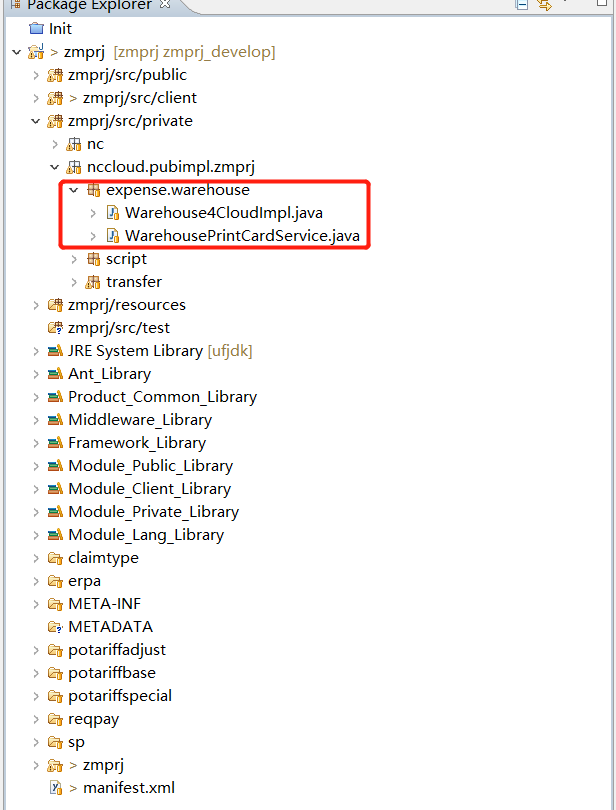 Package Explorer
Init
> zmprj [zmprj zmprj_develop]
zmprj/src/public
> zmprj/src/client
zmprj/src/private
nc
nccloud.pubimpl.zmprj
expense.warehouse
Warehouse4CloudImpl.java
WarehousePrintCardService.java
script
transfer
zmprj/resources
zmprj/src/test
JRE System Library [ufjdk]
Ant_Library
Product_Common_Library
Middleware_Library
Framework_Library
Module_Public_Library
Module_Client_Library
Module_Private_Library
Module_Lang_Library
claimtype
erpa
META-INF
METADATA
potariffadjust
potariffbase
potariffspecial
reqpay
sp
> zmprj
> manifest.xml